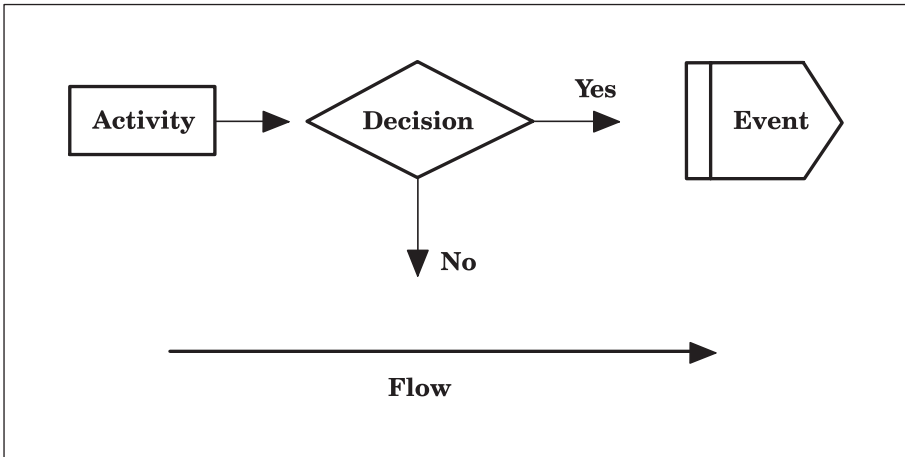 Yes
Activity
Decision
Event
No
Flow